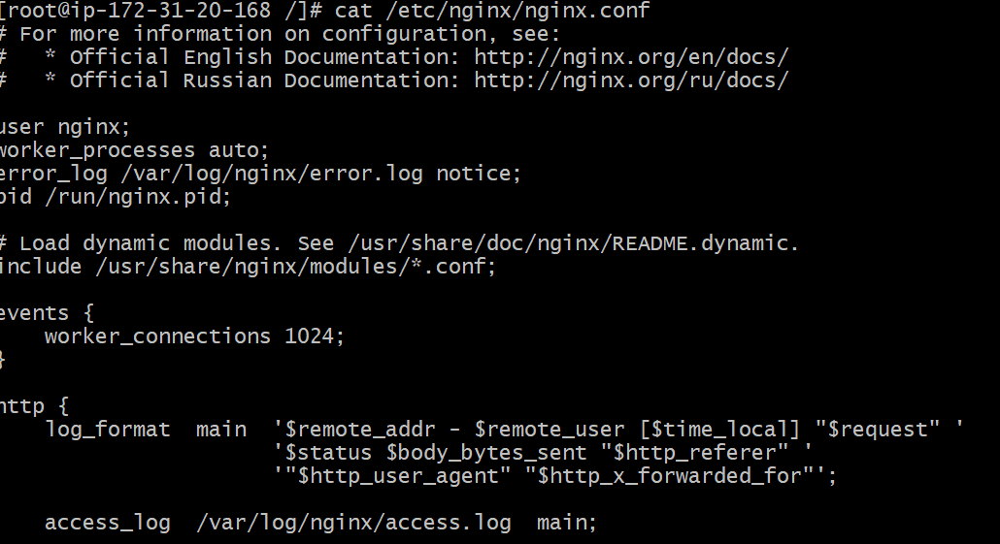 [root@ip-172-31-20-168 /]# cat /etc/nginx/nginx.conf
# For more information on configuration, see:
#   * Official English Documentation: http://nginx.org/en/docs/
#   * Official Russian Documentation: http://nginx.org/ru/docs/
user nginx;
worker_processes auto;
error_log /var/log/nginx/error.log notice;
pid /run/nginx.pid;
# Load dynamic modules. See /usr/share/doc/nginx/README.dynamic.
include /usr/share/nginx/modules/*.conf;
events {
    worker_connections 1024;
}
http {
    log_format  main  '$remote_addr - $remote_user [$time_local] "$request" '
                      '$status $body_bytes_sent "$http_referer" '
                      '"$http_user_agent" "$http_x_forwarded_for"';
    access_log  /var/log/nginx/access.log  main;